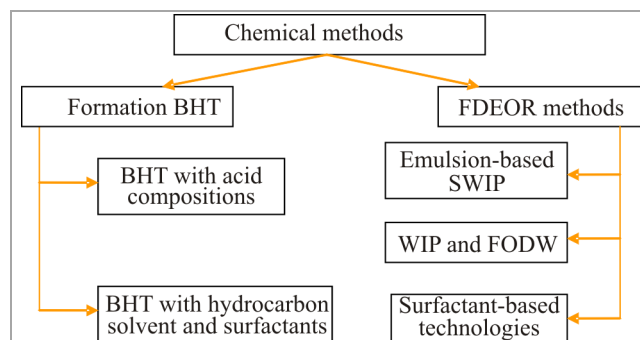 Chemical methods
Formation BHT
FDEOR methods
BHT with acid
compositions
BHT with hydrocarbon
solvent and surfactants
Emulsion-based
SWIP
WIP and FODW
Surfactant-based
technologies